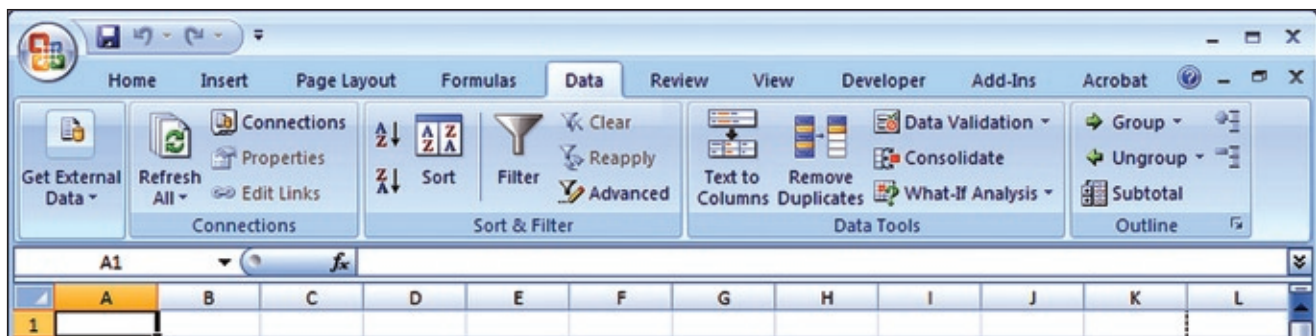 Home Insert Page Layout Formulas Data Review View Developer Add-Ins Acrobat
Get External Data
Refresh All
Connections
Properties
Edit Links
Connections
A Z
Z A
A Z Z A
Sort
Filter
Clear
Reapply
Advanced
Sort & Filter
Text to Columns
Remove Duplicates
Data Validation
Consolidate
What-If Analysis
Data Tools
Group
Ungroup
Subtotal
Outline
A1 fx
A B C D E F G H I J K L
1